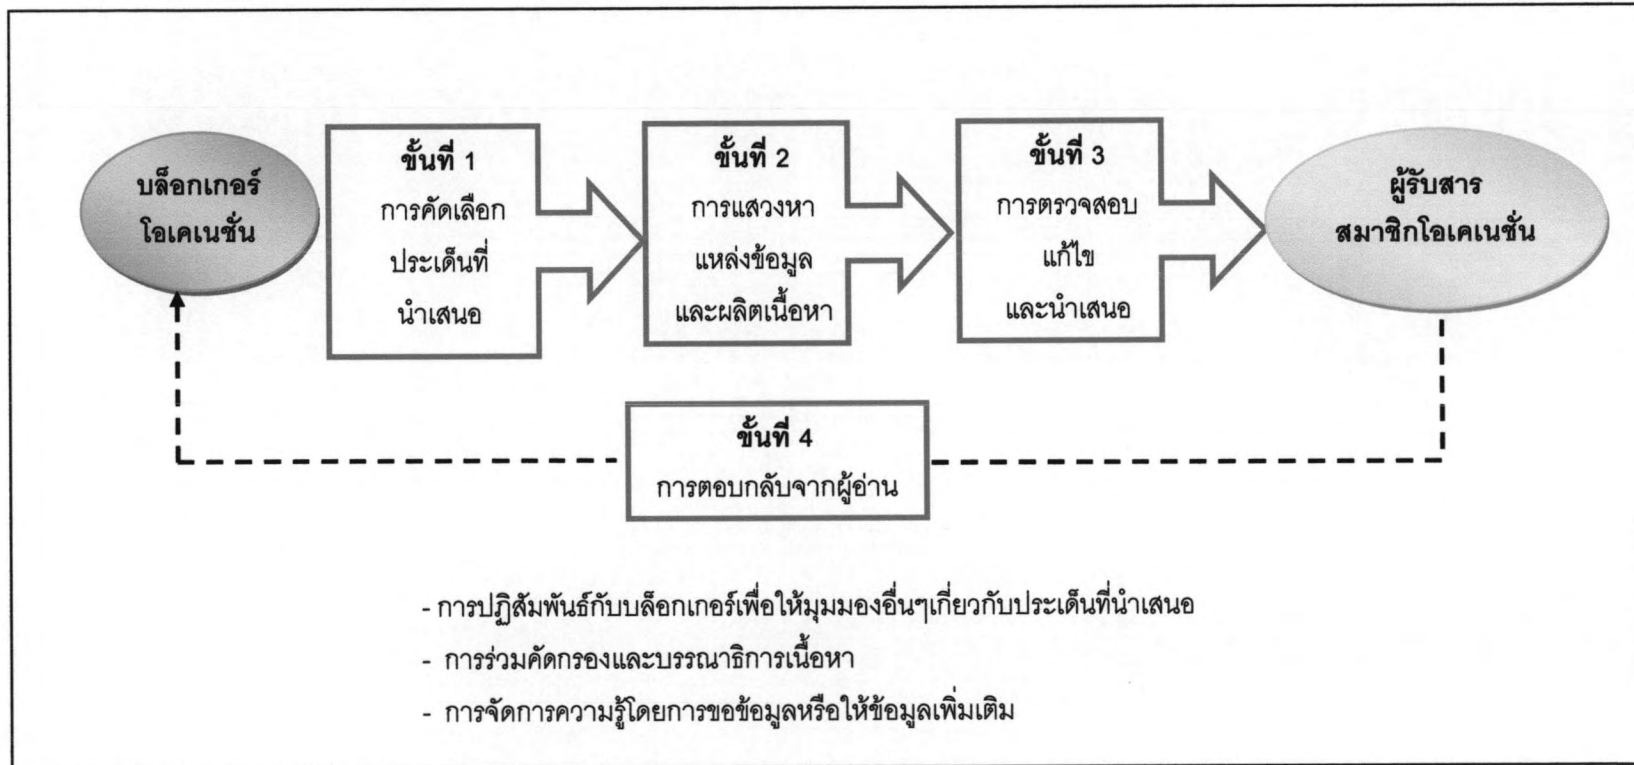 บล็อกเกอร์
โอเคเนชั่น
ขั้นที่ 1
การคัดเลือก
ประเด็นที่
นำเสนอ
ขั้นที่ 2
การแสวงหา
แหล่งข้อมูล
และผลิตเนื้อหา
ขั้นที่ 3
การตรวจสอบ
แก้ไข
และนำเสนอ
ผู้รับสาร
สมาชิกโอเคเนชั่น
ขั้นที่ 4
การตอบกลับจากผู้อ่าน
- การปฏิสัมพันธ์กับบล็อกเกอร์เพื่อให้มุมมองอื่นๆเกี่ยวกับประเด็นที่นำเสนอ
- การร่วมคัดกรองและบรรณาธิการเนื้อหา
- การจัดการความรู้โดยการขอข้อมูลหรือให้ข้อมูลเพิ่มเติม